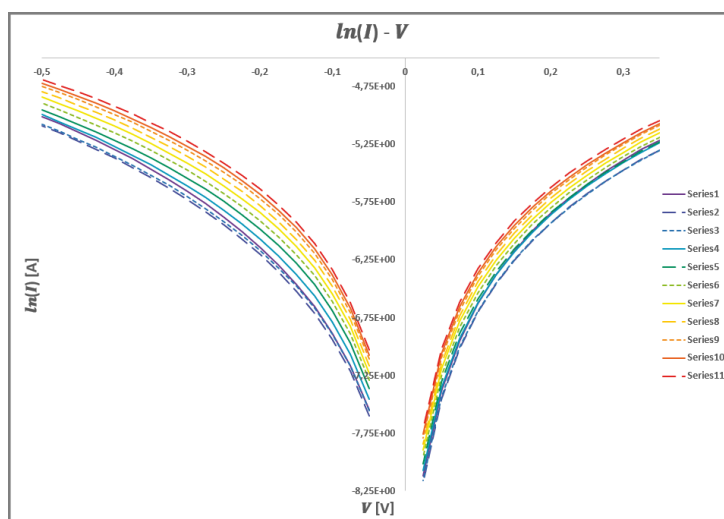 ln(I) - V
-0,5 -0,4 -0,3 -0,2 -0,1 0 0,1 0,2 0,3
-4,75E+00
-5,25E+00
-5,75E+00
-6,25E+00
-6,75E+00
-7,25E+00
-7,75E+00
-8,25E+00
ln(I) [A]
V [V]
Series1
Series2
Series3
Series4
Series5
Series6
Series7
Series8
Series9
Series10
Series11